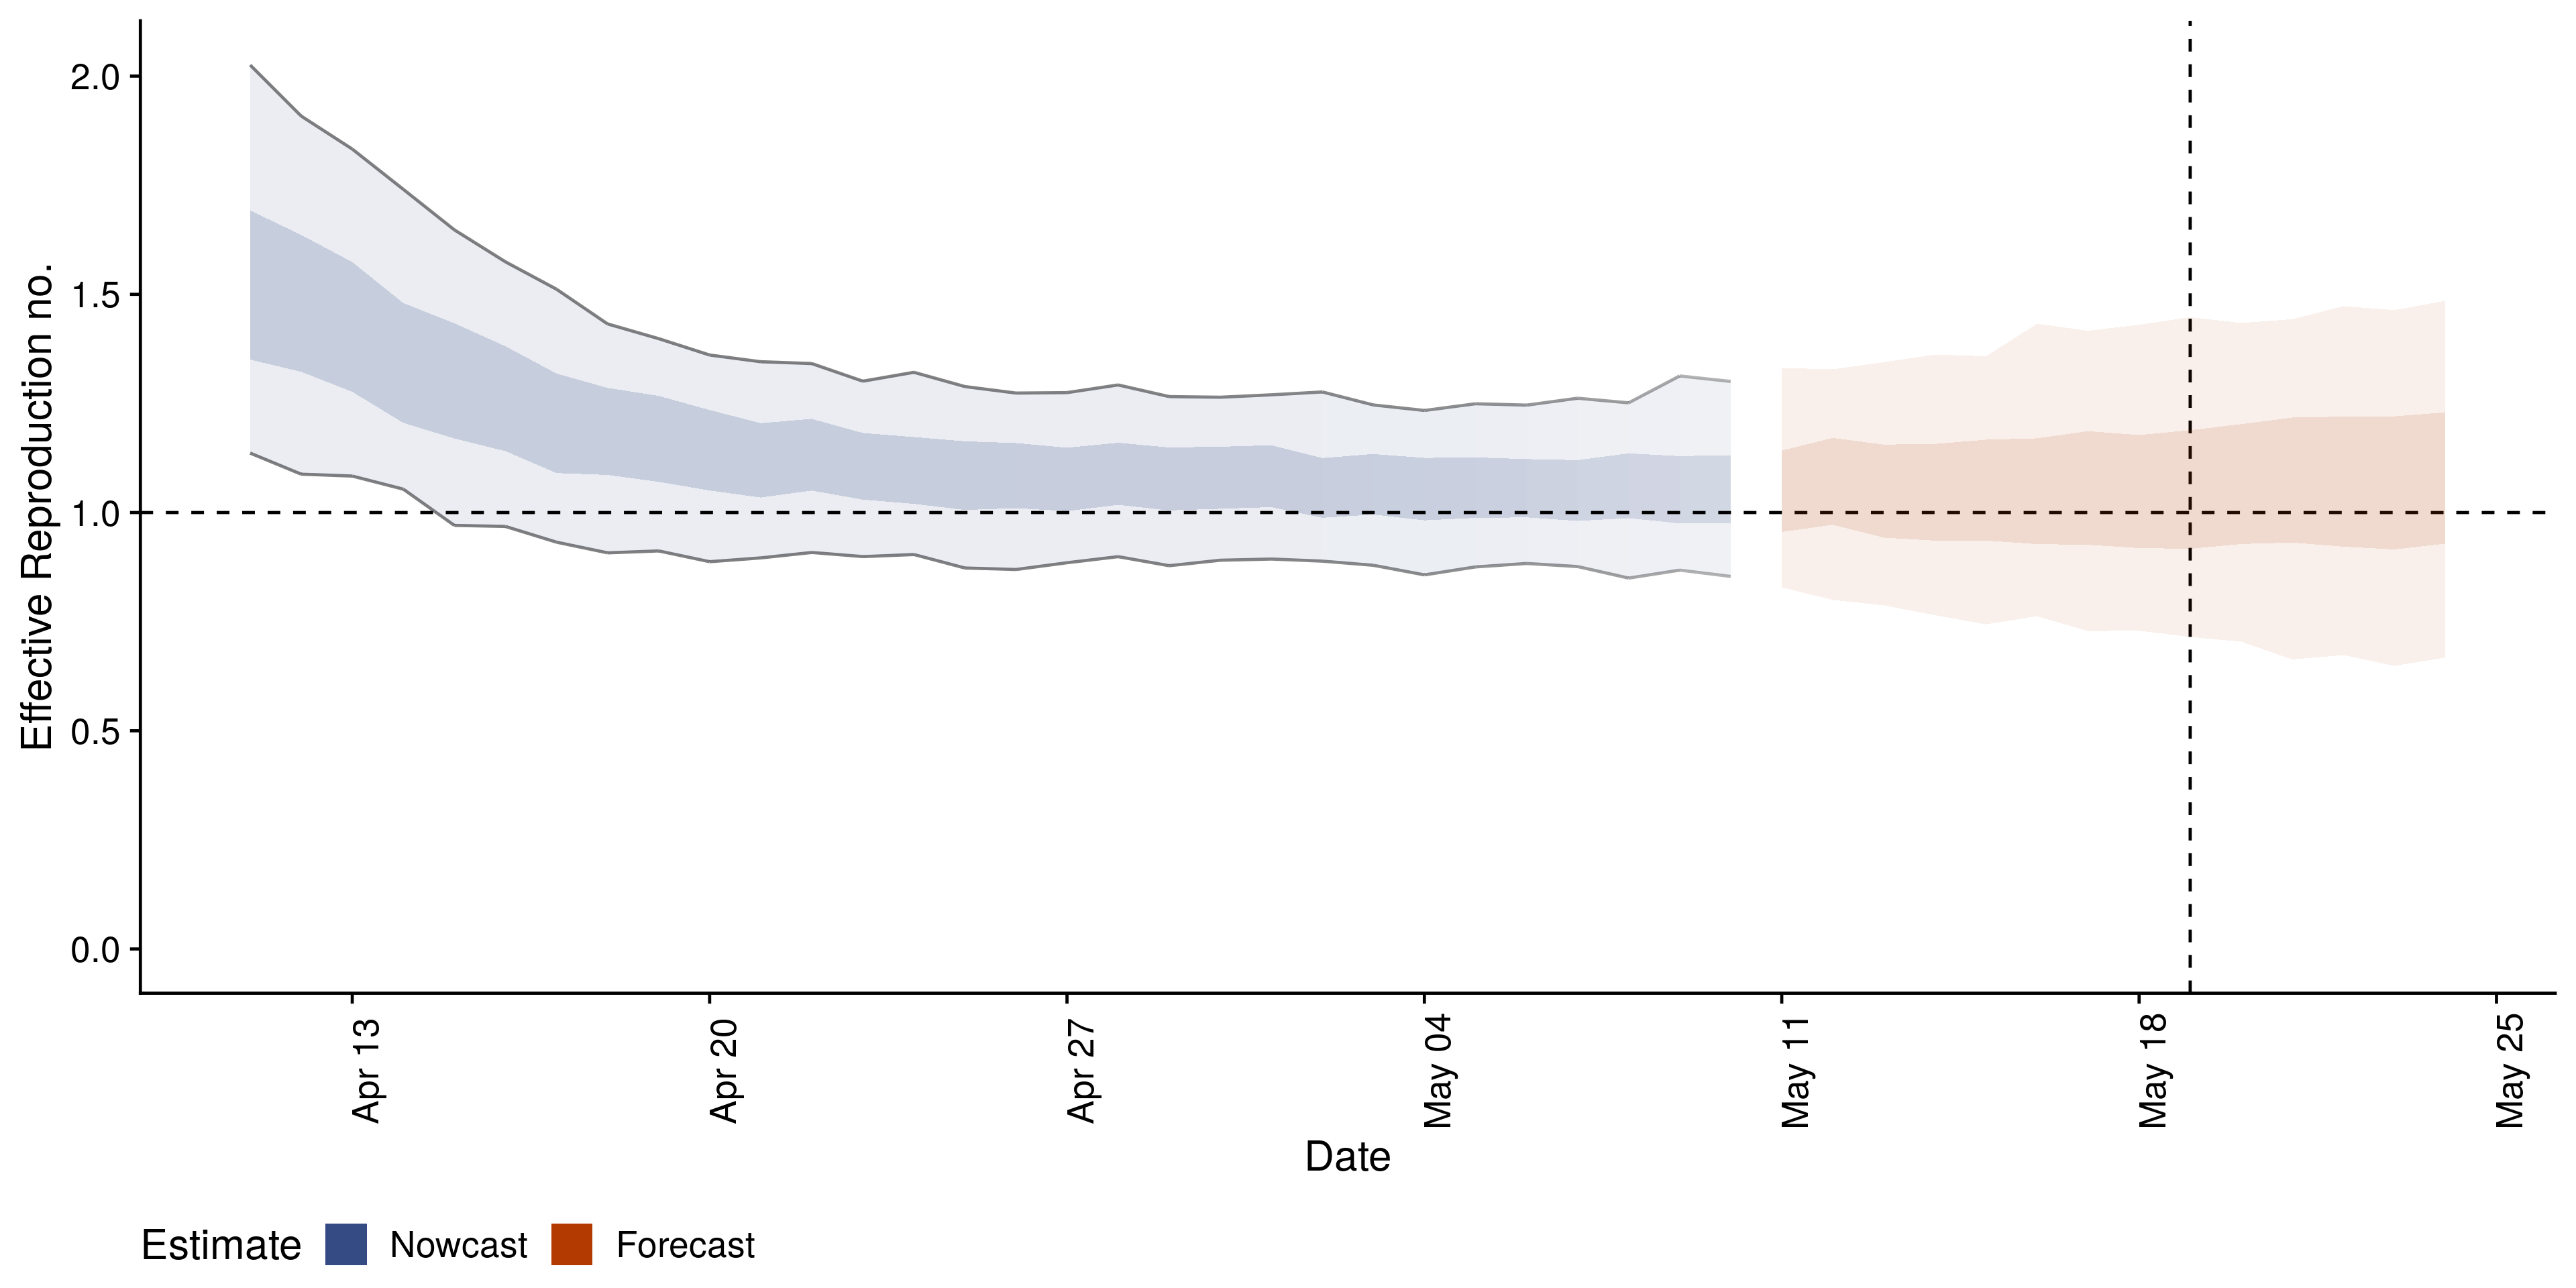 Effective Reproduction no.
2.0
1.5
1.0
0.5
0.0
Apr 13
Apr 20
Apr 27
May 04
May 11
May 18
May 25
Date
Estimate Nowcast Forecast